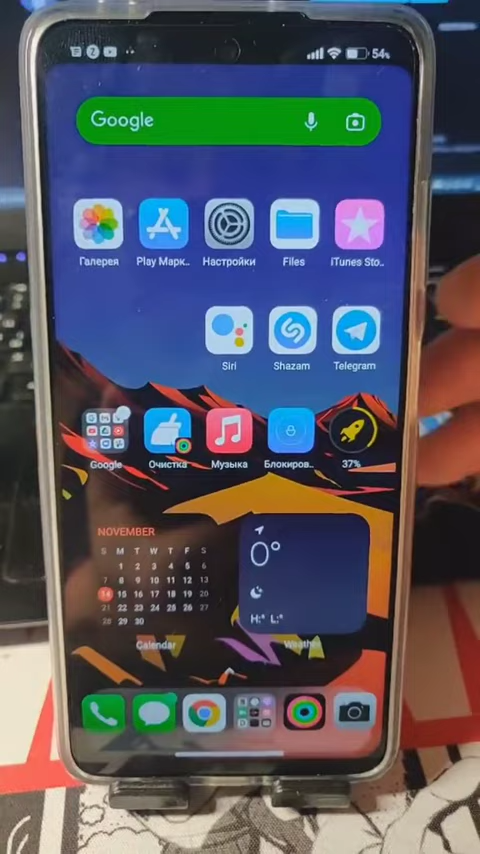 54%
Google
Галерея Play Марк.. Настройки Files iTunes Sto..
Siri Shazam Telegram
Google Очистка Музыка Блокиров.. 37%
NOVEMBER
S M T W T F S
1 2 3 4 5 6
7 8 9 10 11 12 13
14 15 16 17 18 19 20
21 22 23 24 25 26 27
28 29 30
0°
H:° L:°
Calendar Weather